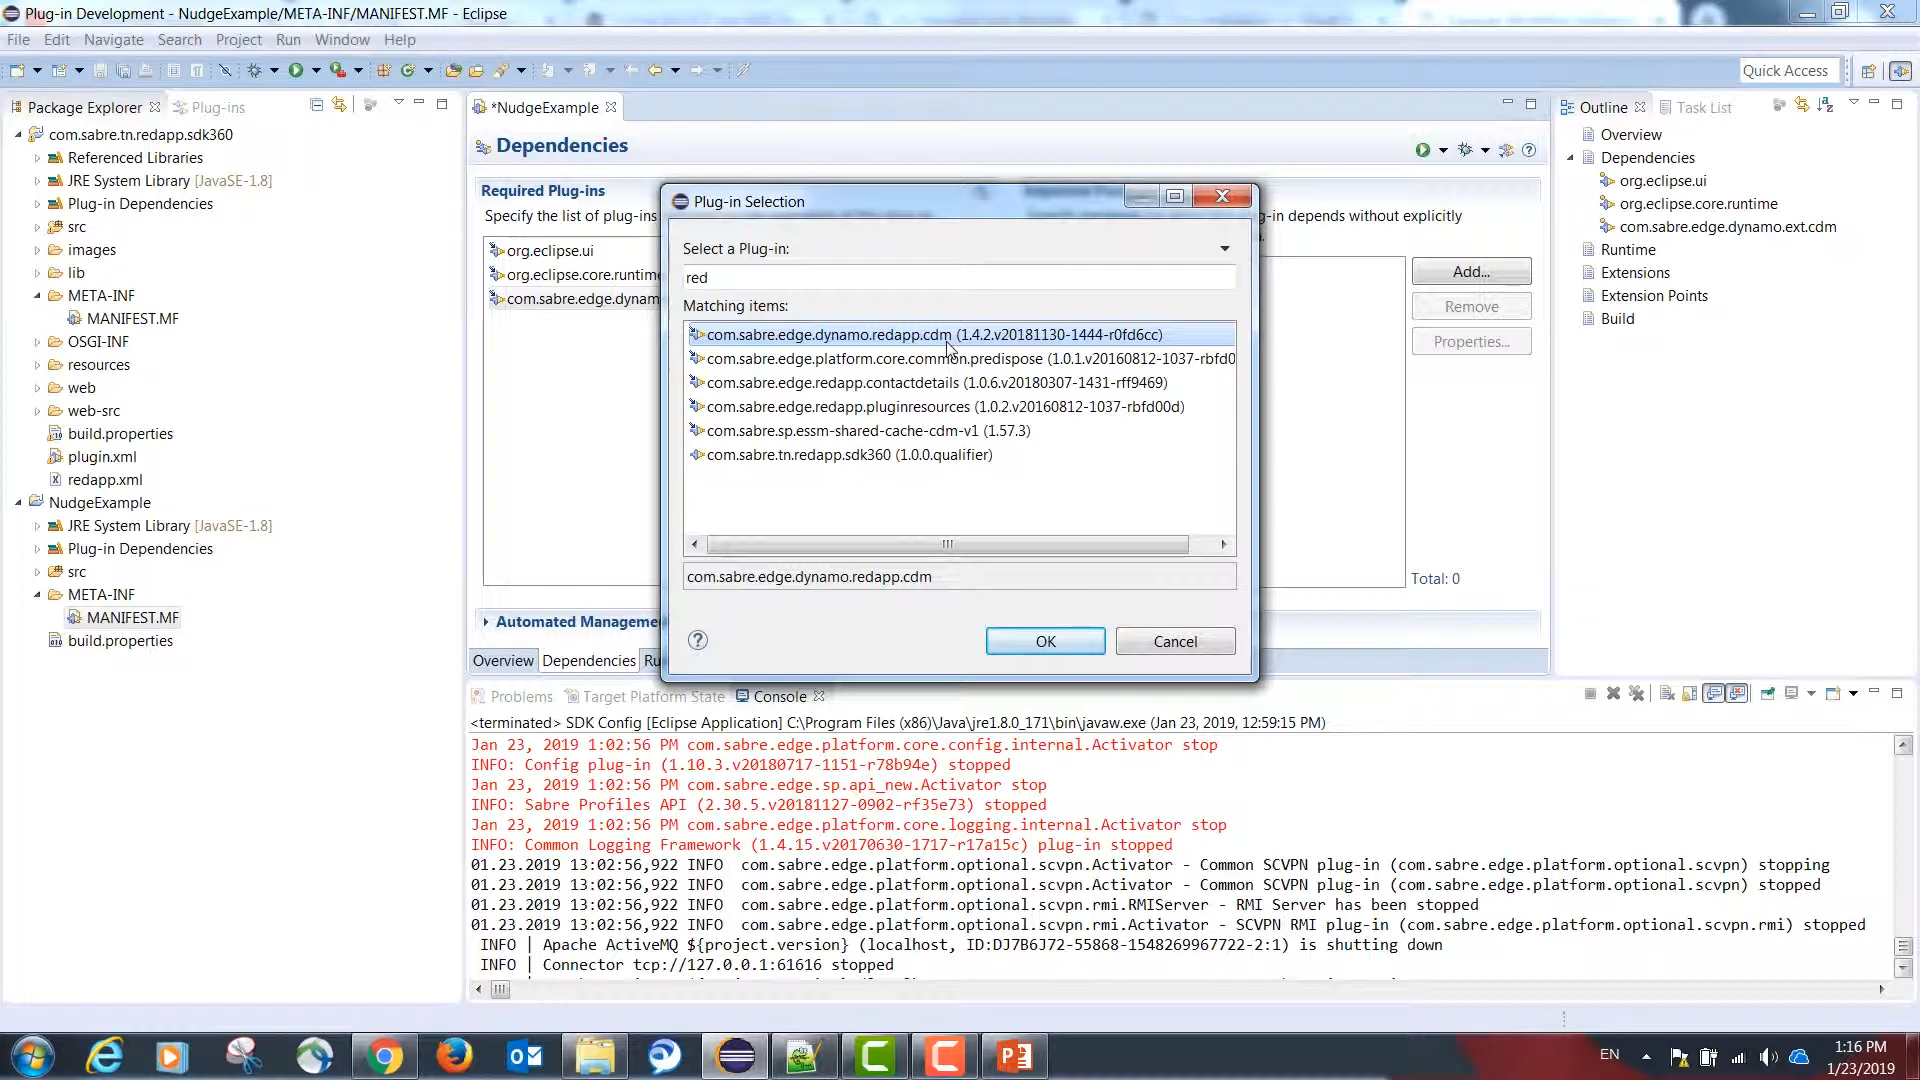 Plug-in Development - NudgeExample/META-INF/MANIFEST.MF - Eclipse
File Edit Navigate Search Project Run Window Help
Quick Access
Package Explorer
Plug-ins
com.sabre.tn.redapp.sdk360
Referenced Libraries
JRE System Library [JavaSE-1.8]
Plug-in Dependencies
src
images
lib
META-INF
MANIFEST.MF
OSGI-INF
resources
web
web-src
build.properties
plugin.xml
redapp.xml
NudgeExample
JRE System Library [JavaSE-1.8]
Plug-in Dependencies
src
META-INF
MANIFEST.MF
build.properties
*NudgeExample
Dependencies
Required Plug-ins
Specify the list of plug-ins
org.eclipse.ui
org.eclipse.core.runtime
com.sabre.edge.dynam
g-in depends without explicitly
Add...
Remove
Properties...
Total: 0
Automated Manageme
Overview Dependencies Ru
Plug-in Selection
Select a Plug-in:
red
Matching items:
com.sabre.edge.dynamo.redapp.cdm (1.4.2.v20181130-1444-r0fd6cc)
com.sabre.edge.platform.core.common.predispose (1.0.1.v20160812-1037-rbfd0
com.sabre.edge.redapp.contactdetails (1.0.6.v20180307-1431-rff9469)
com.sabre.edge.redapp.pluginresources (1.0.2.v20160812-1037-rbfd00d)
com.sabre.sp.essm-shared-cache-cdm-v1 (1.57.3)
com.sabre.tn.redapp.sdk360 (1.0.0.qualifier)
com.sabre.edge.dynamo.redapp.cdm
OK
Cancel
Outline
Task List
Overview
Dependencies
org.eclipse.ui
org.eclipse.core.runtime
com.sabre.edge.dynamo.ext.cdm
Runtime
Extensions
Extension Points
Build
Problems
Target Platform State
Console
<terminated> SDK Config [Eclipse Application] C:\Program Files (x86)\Java\jre1.8.0_171\bin\javaw.exe (Jan 23, 2019, 12:59:15 PM)
Jan 23, 2019 1:02:56 PM com.sabre.edge.platform.core.config.internal.Activator stop
INFO: Config plug-in (1.10.3.v20180717-1151-r78b94e) stopped
Jan 23, 2019 1:02:56 PM com.sabre.edge.sp.api_new.Activator stop
INFO: Sabre Profiles API (2.30.5.v20181127-0902-rf35e73) stopped
Jan 23, 2019 1:02:56 PM com.sabre.edge.platform.core.logging.internal.Activator stop
INFO: Common Logging Framework (1.4.15.v20170630-1717-r17a15c) plug-in stopped
01.23.2019 13:02:56,922 INFO com.sabre.edge.platform.optional.scvpn.Activator - Common SCVPN plug-in (com.sabre.edge.platform.optional.scvpn) stopping
01.23.2019 13:02:56,922 INFO com.sabre.edge.platform.optional.scvpn.Activator - Common SCVPN plug-in (com.sabre.edge.platform.optional.scvpn) stopped
01.23.2019 13:02:56,922 INFO com.sabre.edge.platform.optional.scvpn.rmi.RMIServer - RMI Server has been stopped
01.23.2019 13:02:56,922 INFO com.sabre.edge.platform.optional.scvpn.rmi.Activator - SCVPN RMI plug-in (com.sabre.edge.platform.optional.scvpn.rmi) stopped
INFO | Apache ActiveMQ ${project.version} (localhost, ID:DJ7B6J72-55868-1548269967722-2:1) is shutting down
INFO | Connector tcp://127.0.0.1:61616 stopped
EN
1:16 PM
1/23/2019